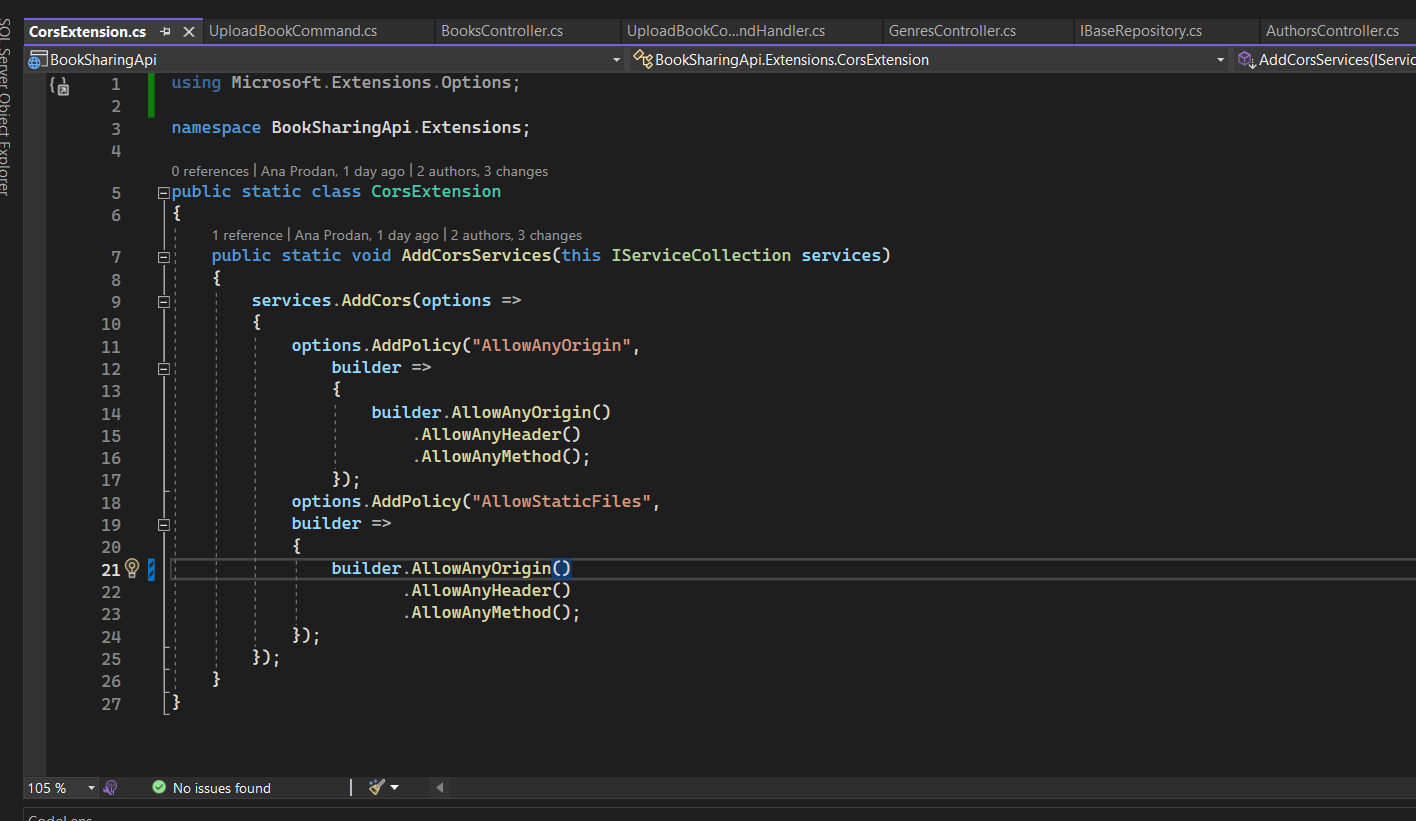 SQL Server Object Explorer
CorsExtension.cs UploadBookCommand.cs BooksController.cs UploadBookCo...ndHandler.cs GenresController.cs IBaseRepository.cs AuthorsController.cs
BookSharingApi BookSharingApi.Extensions.CorsExtension AddCorsServices(IServic
1 using Microsoft.Extensions.Options;
2
3 namespace BookSharingApi.Extensions;
4
0 references | Ana Prodan, 1 day ago | 2 authors, 3 changes
5 public static class CorsExtension
6 {
1 reference | Ana Prodan, 1 day ago | 2 authors, 3 changes
7 public static void AddCorsServices(this IServiceCollection services)
8 {
9 services.AddCors(options =>
10 {
11 options.AddPolicy("AllowAnyOrigin",
12 builder =>
13 {
14 builder.AllowAnyOrigin()
15 .AllowAnyHeader()
16 .AllowAnyMethod();
17 });
18 options.AddPolicy("AllowStaticFiles",
19 builder =>
20 {
21 builder.AllowAnyOrigin()
22 .AllowAnyHeader()
23 .AllowAnyMethod();
24 });
25 });
26 }
27 }
105 % No issues found
CodeLens